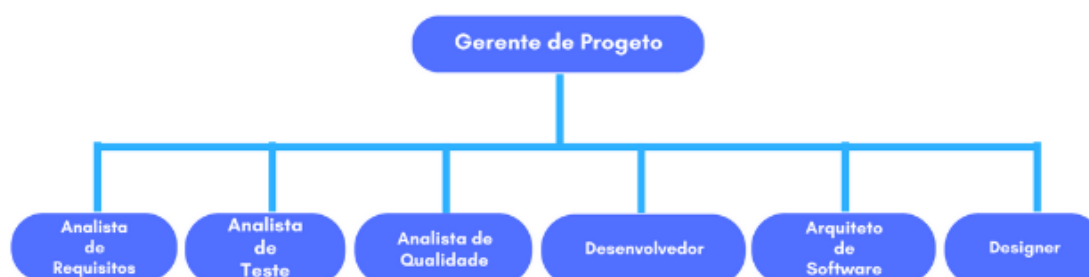 Gerente de Progeto
Analista
de
Requisitos
Analista
de
Teste
Analista de
Qualidade
Desenvolvedor
Arquiteto
de
Software
Designer